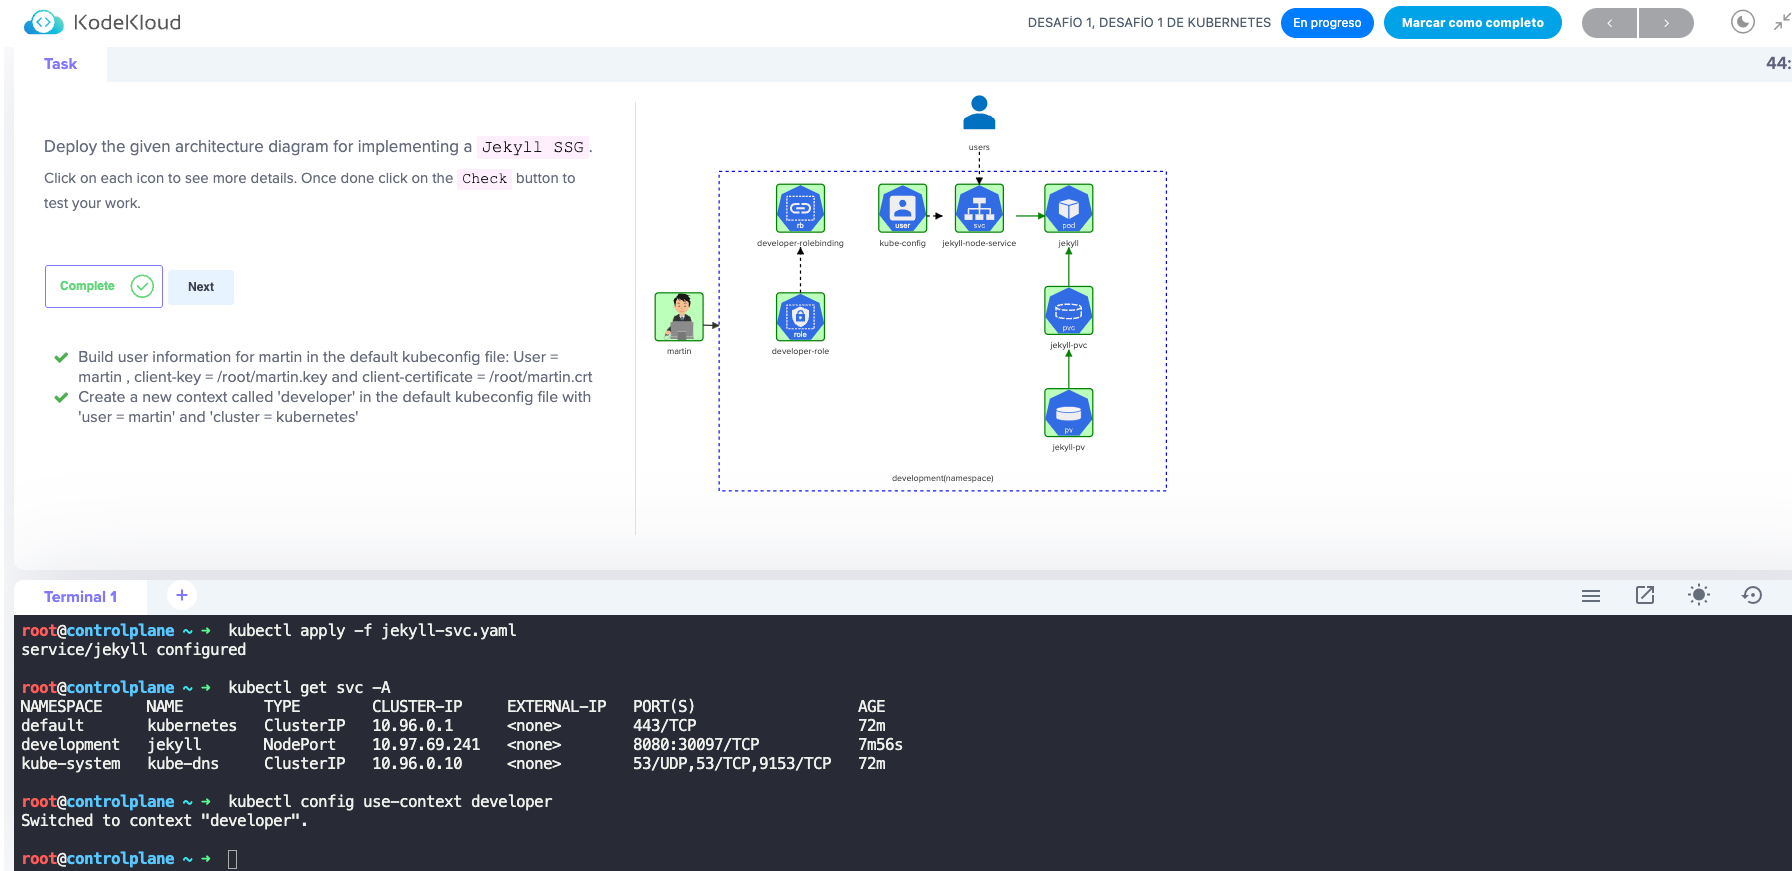 KodeKloud
DESAFÍO 1, DESAFÍO 1 DE KUBERNETES
En progreso
Marcar como completo
Task
44:
Deploy the given architecture diagram for implementing a Jekyll SSG.
Click on each icon to see more details. Once done click on the Check button to
test your work.
Complete
Next
Build user information for martin in the default kubeconfig file: User =
martin , client-key = /root/martin.key and client-certificate = /root/martin.crt
Create a new context called 'developer' in the default kubeconfig file with
'user = martin' and 'cluster = kubernetes'
users
rb
user
svc
pod
developer-rolebinding
kube-config
jekyll-node-service
jekyll
role
pvc
martin
developer-role
jekyll-pvc
pv
jekyll-pv
development(namespace)
Terminal 1
+
root@controlplane ~ ➜ kubectl apply -f jekyll-svc.yaml
service/jekyll configured
root@controlplane ~ ➜ kubectl get svc -A
NAMESPACE NAME TYPE CLUSTER-IP EXTERNAL-IP PORT(S) AGE
default kubernetes ClusterIP 10.96.0.1 <none> 443/TCP 72m
development jekyll NodePort 10.97.69.241 <none> 8080:30097/TCP 7m56s
kube-system kube-dns ClusterIP 10.96.0.10 <none> 53/UDP,53/TCP,9153/TCP 72m
root@controlplane ~ ➜ kubectl config use-context developer
Switched to context "developer".
root@controlplane ~ ➜